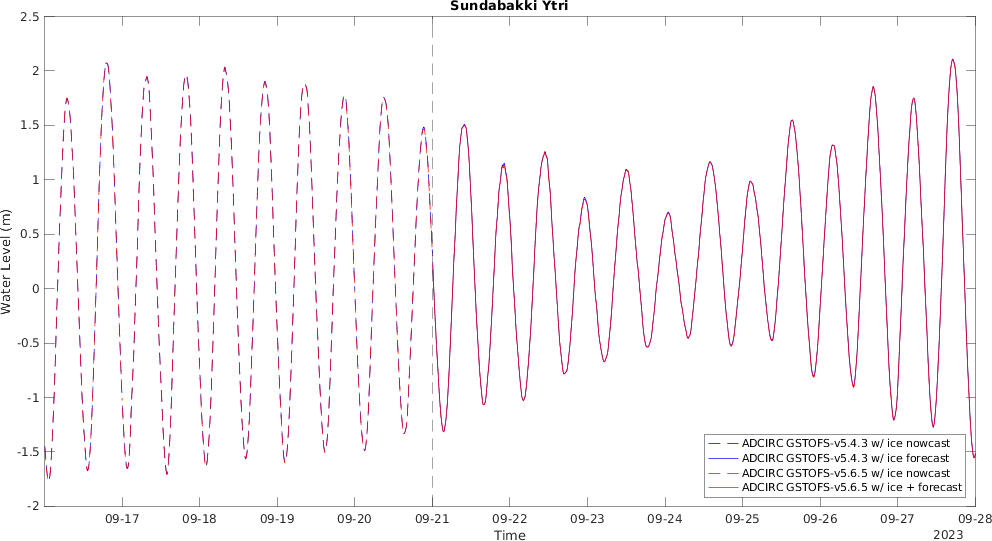 Sundabakki Ytri
2.5
2
1.5
1
0.5
0
-0.5
-1
-1.5
-2
Water Level (m)
09-17 09-18 09-19 09-20 09-21 09-22 09-23 09-24 09-25 09-26 09-27 09-28
Time
2023
ADCIRC GSTOFS-v5.4.3 w/ ice nowcast
ADCIRC GSTOFS-v5.4.3 w/ ice forecast
ADCIRC GSTOFS-v5.6.5 w/ ice nowcast
ADCIRC GSTOFS-v5.6.5 w/ ice + forecast